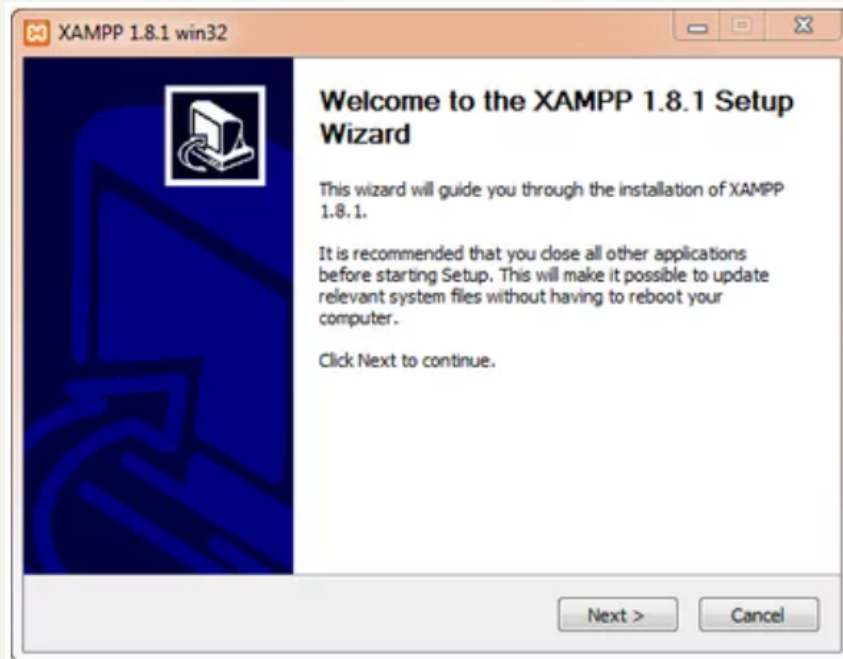 XAMPP 1.8.1 win32
Welcome to the XAMPP 1.8.1 Setup
Wizard
This wizard will guide you through the installation of XAMPP
1.8.1.
It is recommended that you close all other applications
before starting Setup. This will make it possible to update
relevant system files without having to reboot your
computer.
Click Next to continue.
Next >
Cancel